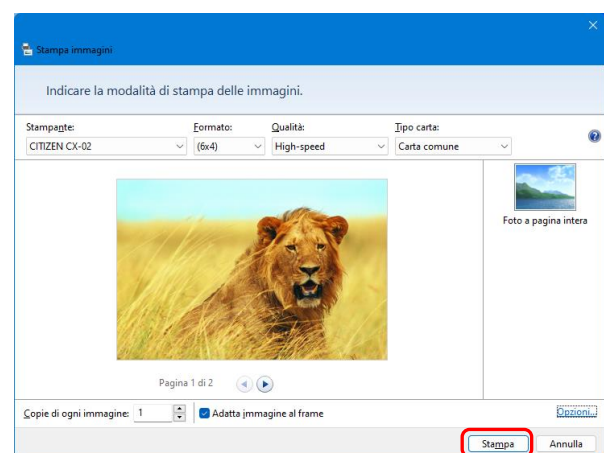 Stampa immagini
Indicare la modalità di stampa delle immagini.
Stampante: Formato: Qualità: Tipo carta:
CITIZEN CX-02 (6x4) High-speed Carta comune
Foto a pagina intera
Pagina 1 di 2
Copie di ogni immagine: 1 Adatta immagine al frame Opzioni...
Stampa Annulla